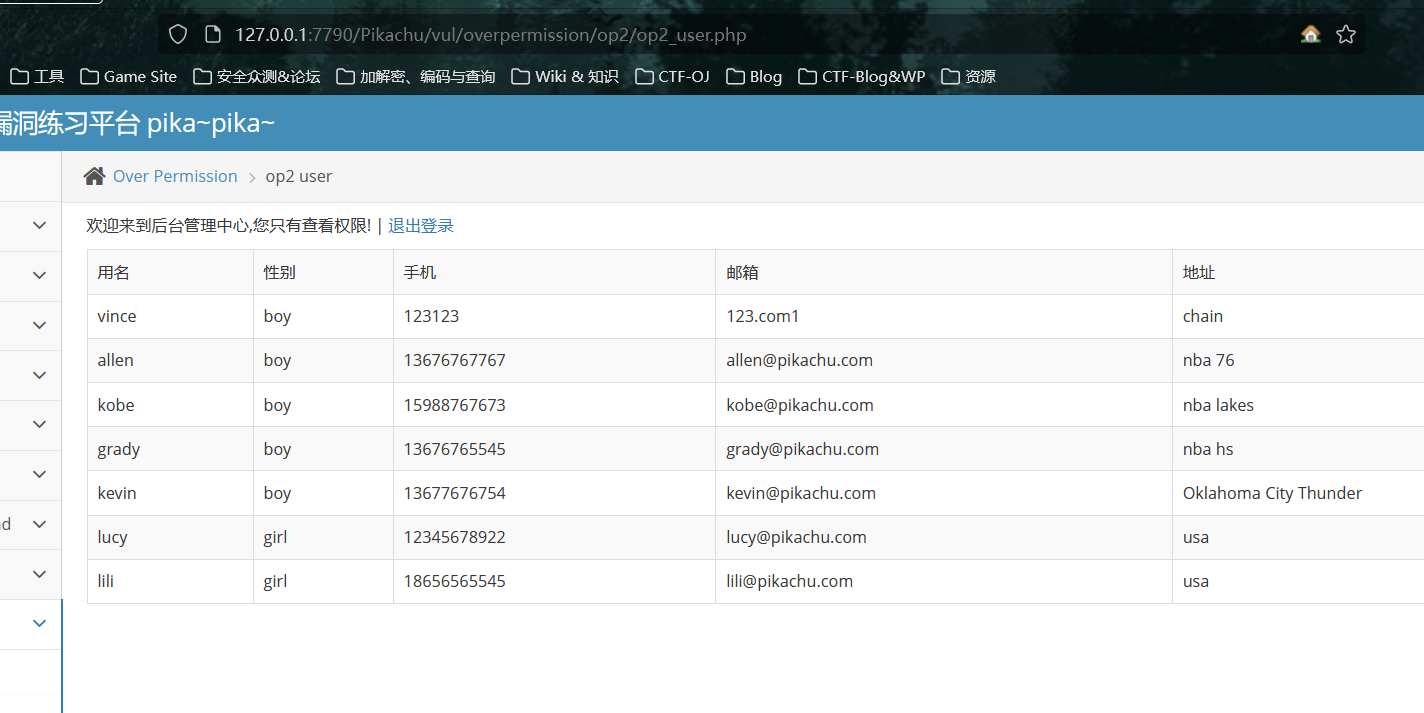 127.0.0.1:7790/Pikachu/vul/overpermission/op2/op2_user.php
工具 Game Site 安全众测&论坛 加解密、编码与查询 Wiki & 知识 CTF-OJ Blog CTF-Blog&WP 资源
漏洞练习平台 pika~pika~
Over Permission > op2 user
欢迎来到后台管理中心,您只有查看权限! | 退出登录
用名 性别 手机 邮箱 地址
vince boy 123123 123.com1 chain
allen boy 13676767767 allen@pikachu.com nba 76
kobe boy 15988767673 kobe@pikachu.com nba lakes
grady boy 13676765545 grady@pikachu.com nba hs
kevin boy 13677676754 kevin@pikachu.com Oklahoma City Thunder
lucy girl 12345678922 lucy@pikachu.com usa
lili girl 18656565545 lili@pikachu.com usa